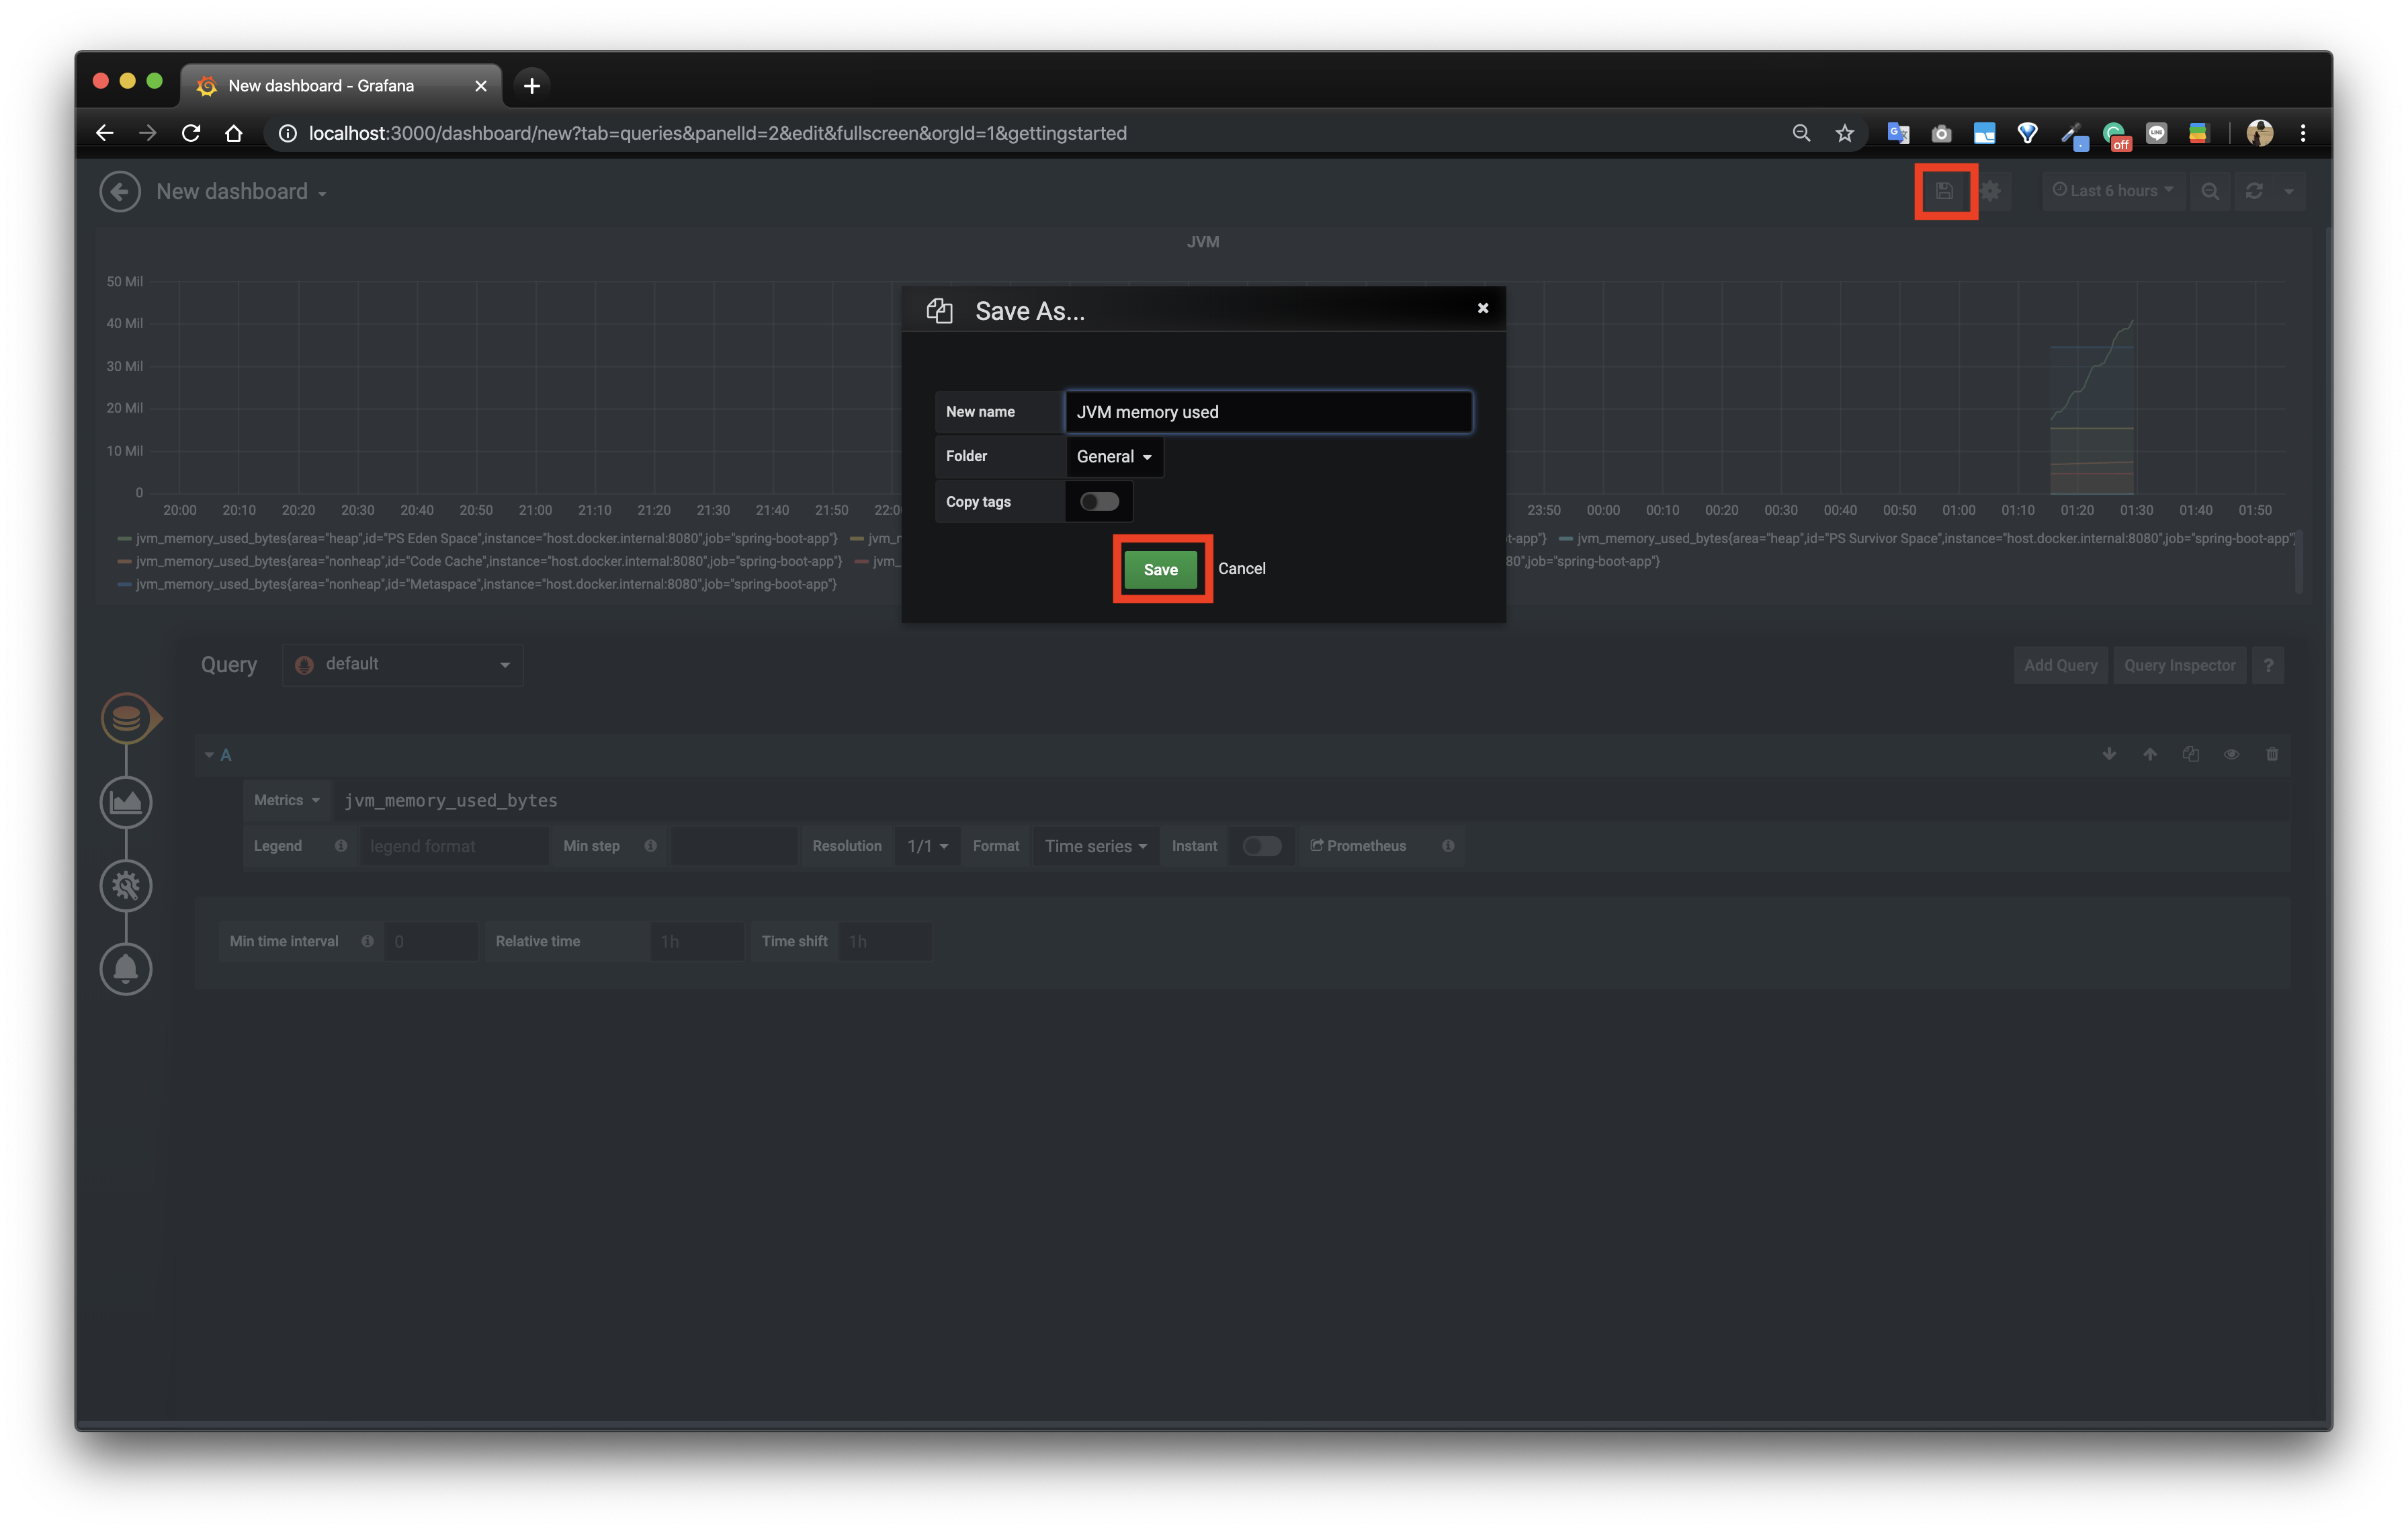 New dashboard - Grafana
localhost:3000/dashboard/new?tab=queries&panelId=2&edit&fullscreen&orgId=1&gettingstarted
off
LINE
New dashboard
Last 6 hours
JVM
50 Mil
40 Mil
30 Mil
20 Mil
10 Mil
0
20:00 20:10 20:20 20:30 20:40 20:50 21:00 21:10 21:20 21:30 21:40 21:50 22:0 23:50 00:00 00:10 00:20 00:30 00:40 00:50 01:00 01:10 01:20 01:30 01:40 01:50
jvm_memory_used_bytes{area="heap",id="PS Eden Space",instance="host.docker.internal:8080",job="spring-boot-app"} t-app"} jvm_memory_used_bytes{area="heap",id="PS Survivor Space",instance="host.docker.internal:8080",job="spring-boot-app"}
jvm_memory_used_bytes{area="nonheap",id="Code Cache",instance="host.docker.internal:8080",job="spring-boot-app"} jvm_ 80",job="spring-boot-app"}
jvm_memory_used_bytes{area="nonheap",id="Metaspace",instance="host.docker.internal:8080",job="spring-boot-app"}
Save As...
New name JVM memory used
Folder General
Copy tags
Save Cancel
Query default Add Query Query Inspector ?
A
Metrics jvm_memory_used_bytes
Legend legend format Min step Resolution 1/1 Format Time series Instant Prometheus
Min time interval 0 Relative time 1h Time shift 1h